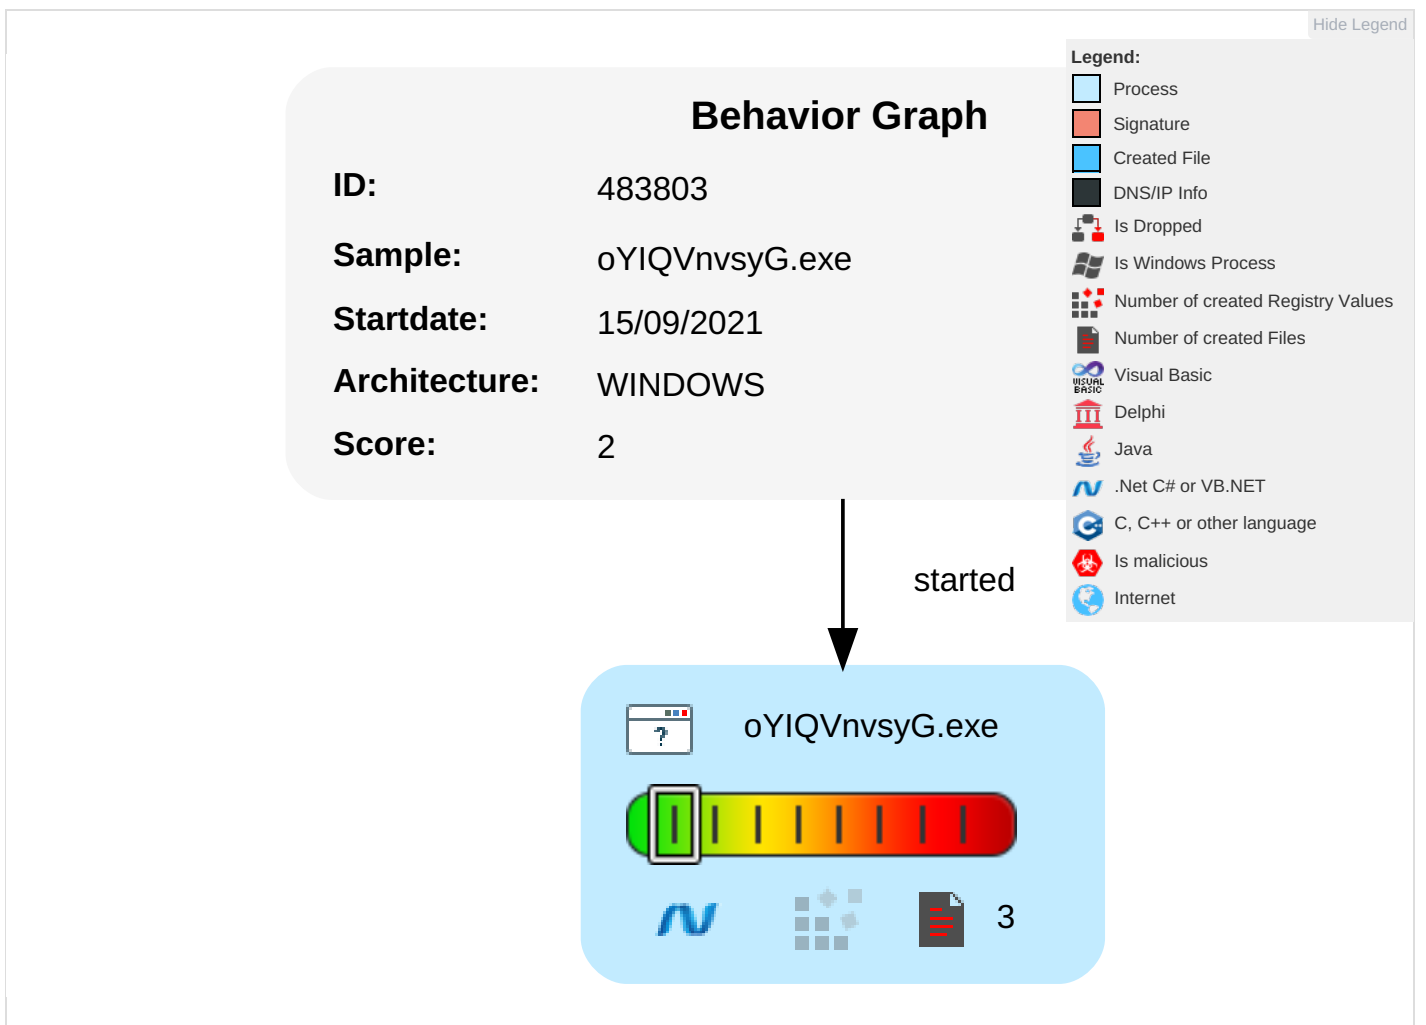 Hide Legend
Legend:
Process
Signature
Created File
DNS/IP Info
Is Dropped
Is Windows Process
Number of created Registry Values
Number of created Files
VISUAL BASIC
Visual Basic
Delphi
Java
.Net C# or VB.NET
C, C++ or other language
Is malicious
Internet
Behavior Graph
ID: 483803
Sample: oYIQVnvsyG.exe
Startdate: 15/09/2021
Architecture: WINDOWS
Score: 2
started
?
oYIQVnvsyG.exe
3